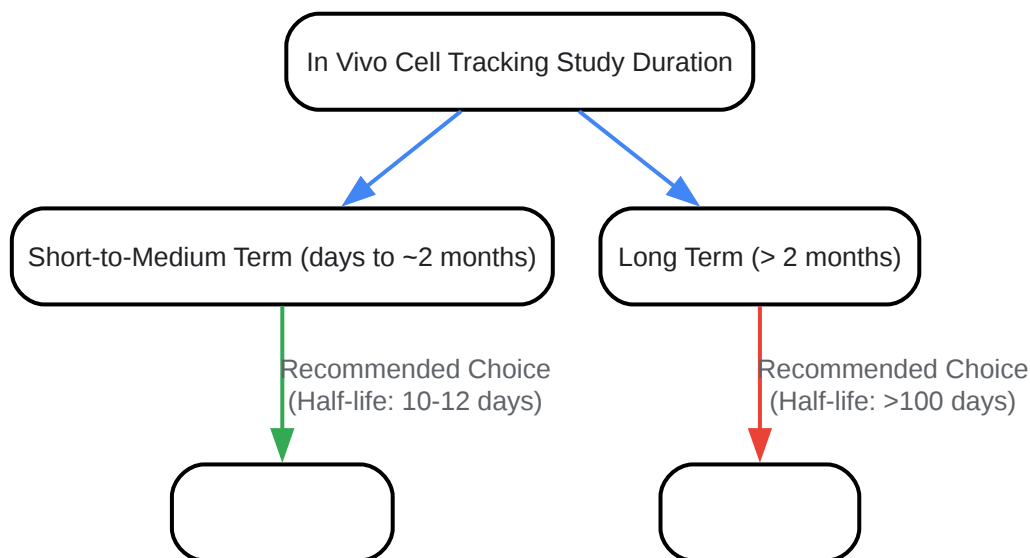 In Vivo Cell Tracking Study Duration
Short-to-Medium Term (days to ~2 months)
Long Term (> 2 months)
Recommended Choice
(Half-life: 10-12 days)
Recommended Choice
(Half-life: >100 days)